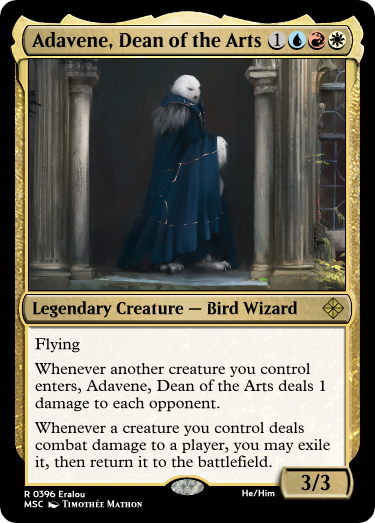 Adavene, Dean of the Arts 1
Legendary Creature — Bird Wizard
Flying
Whenever another creature you control
enters, Adavene, Dean of the Arts deals 1
damage to each opponent.
Whenever a creature you control deals
combat damage to a player, you may exile
it, then return it to the battlefield.
3/3
R 0396 Eralou
He/Him
MSC Timothée Mathon